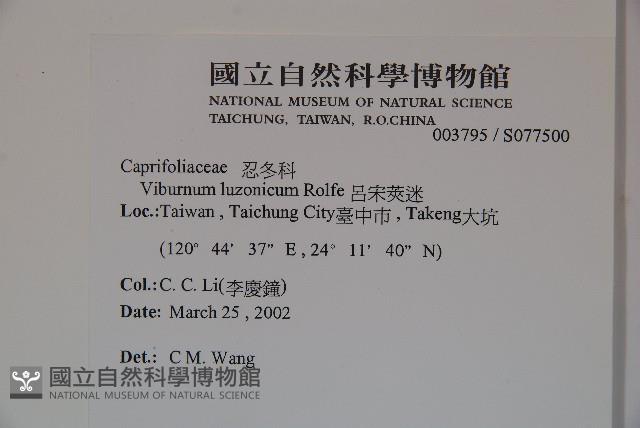 國立自然科學博物館
NATIONAL MUSEUM OF NATURAL SCIENCE
TAICHUNG, TAIWAN, R.O.CHINA
003795 / S077500
Caprifoliaceae 忍冬科
Viburnum luzonicum Rolfe 呂宋莢迷
Loc.:Taiwan , Taichung City臺中市 , Takeng大坑
(120° 44’ 37” E , 24° 11’ 40” N)
Col.: C. C. Li(李慶鐘)
Date: March 25 , 2002
Det.: C M. Wang
國立自然科學博物館
NATIONAL MUSEUM OF NATURAL SCIENCE